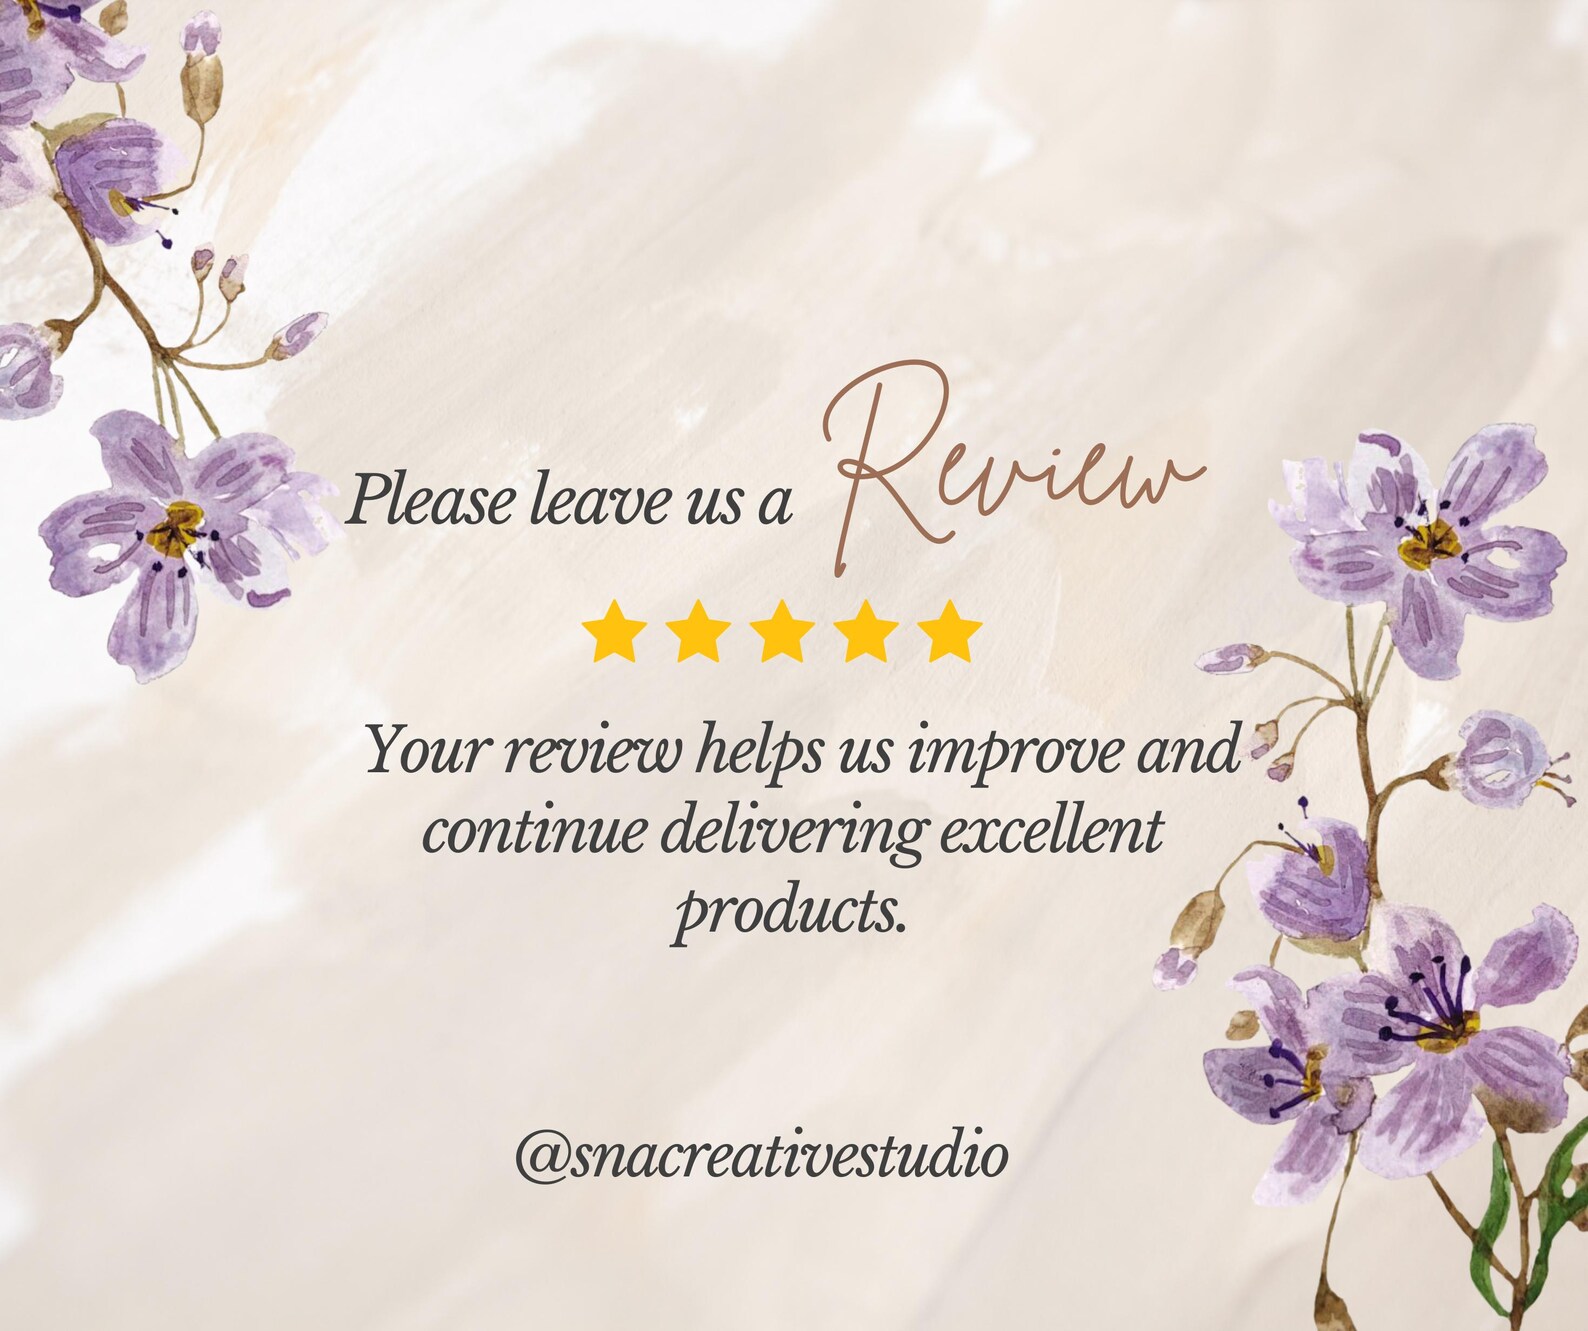 Please leave us a Review
Your review helps us improve and
continue delivering excellent
products.
@snacreativestudio